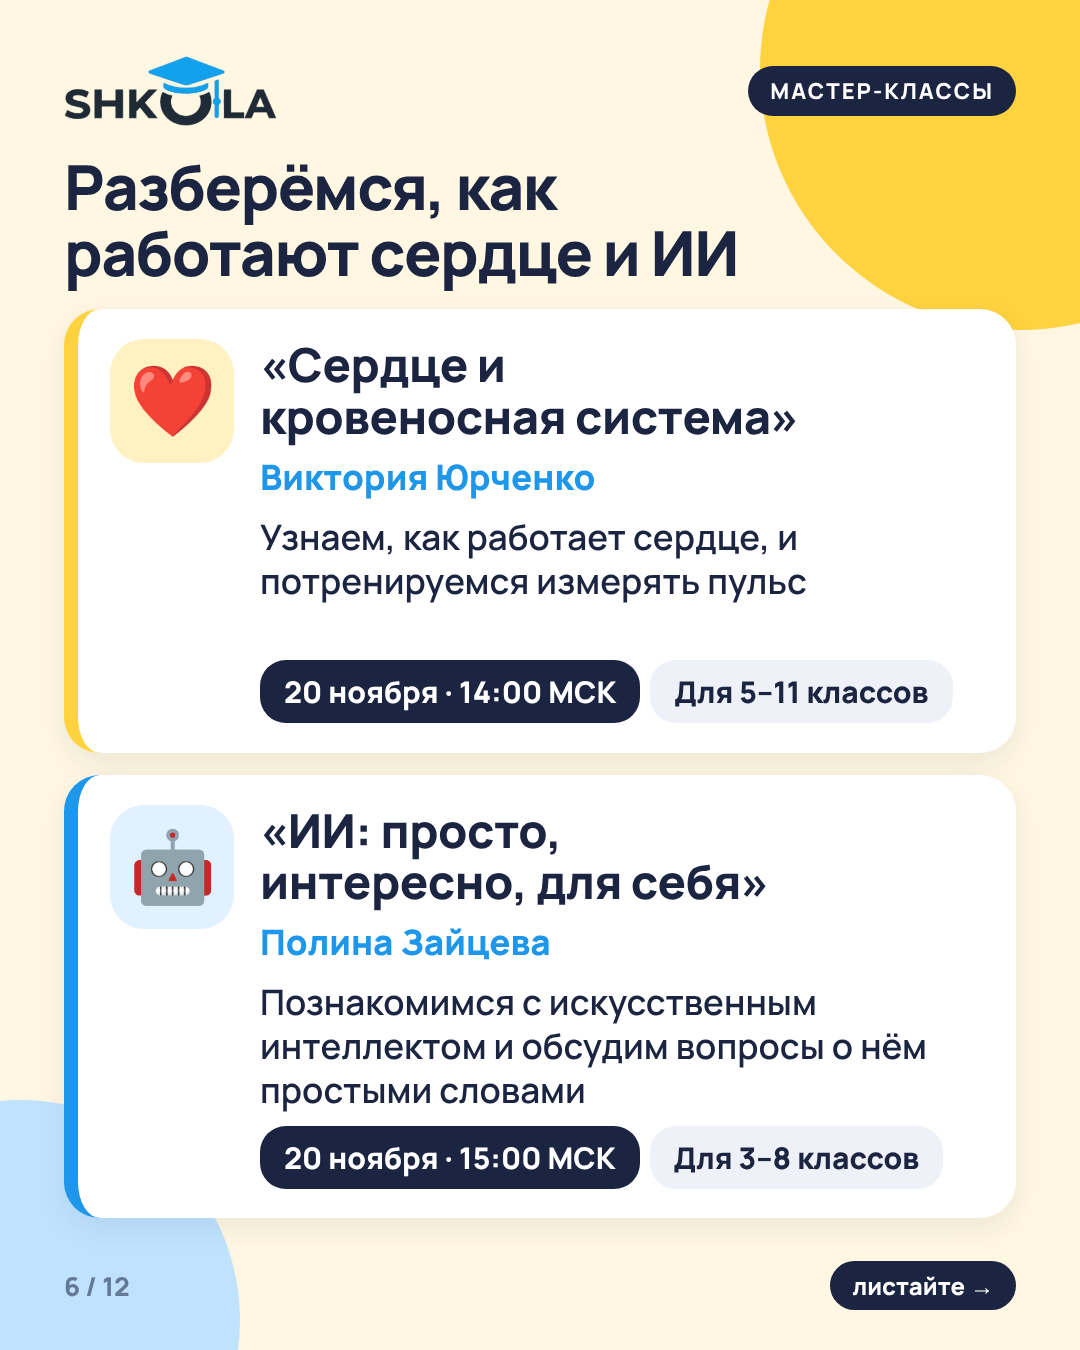 SHKOLA
МАСТЕР-КЛАССЫ
Разберёмся, как
работают сердце и ИИ
«Сердце и
кровеносная система»
Виктория Юрченко
Узнаем, как работает сердце, и
потренируемся измерять пульс
20 ноября · 14:00 МСК
Для 5–11 классов
«ИИ: просто,
интересно, для себя»
Полина Зайцева
Познакомимся с искусственным
интеллектом и обсудим вопросы о нём
простыми словами
20 ноября · 15:00 МСК
Для 3–8 классов
6 / 12
листайте →